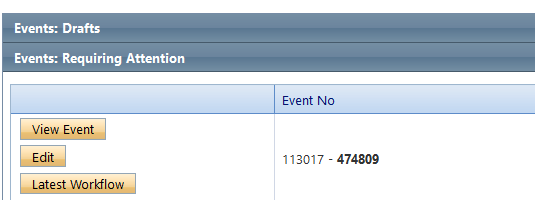 Events: Drafts
Events: Requiring Attention
Event No
View Event
Edit
113017 - 474809
Latest Workflow